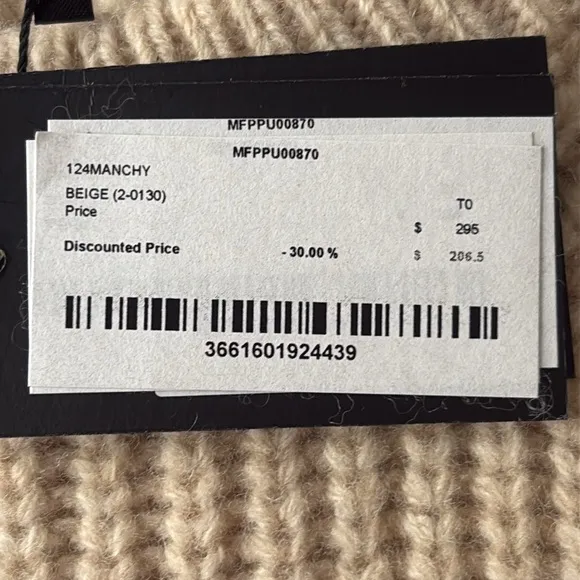 MFPPU00870
MFPPU00870
124MANCHY
BEIGE (2-0130)
T0
Price $ 295
Discounted Price - 30.00 % $ 206.5
3661601924439